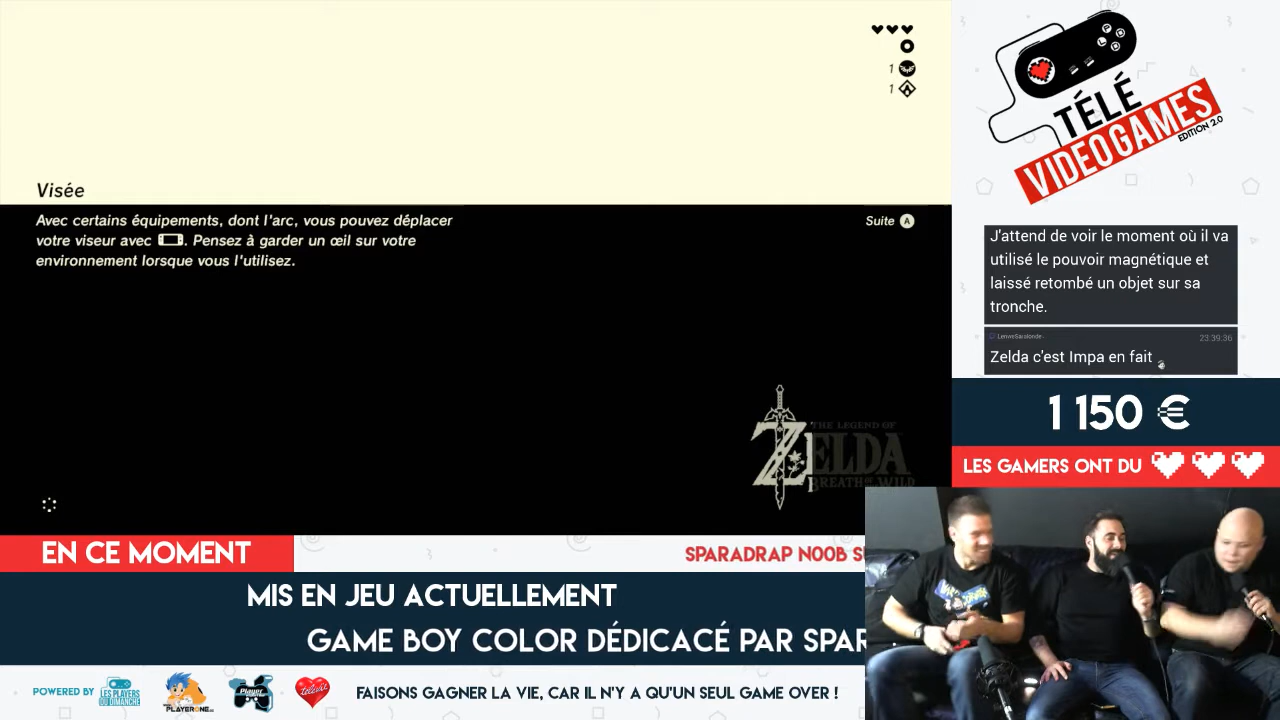 1
1
Visée
Avec certains équipements, dont l'arc, vous pouvez déplacer
votre viseur avec . Pensez à garder un œil sur votre
environnement lorsque vous l'utilisez.
Suite A
THE LEGEND OF
ZELDA
BREATH OF THE WILD
TÉLÉ
VIDEOGAMES
EDITION 2.0
J'attend de voir le moment où il va
utilisé le pouvoir magnétique et
laissé retombé un objet sur sa
tronche.
23:39:36
Zelda c'est Impa en fait
1 150 €
LES GAMERS ONT DU
EN CE MOMENT
SPARADRAP N00B SU
MIS EN JEU ACTUELLEMENT
GAME BOY COLOR DÉDICACÉ PAR SPAR
POWERED BY
LES PLAYERS
DU DIMANCHE
PLAYERONE
télévie
FAISONS GAGNER LA VIE, CAR IL N'Y A QU'UN SEUL GAME OVER !